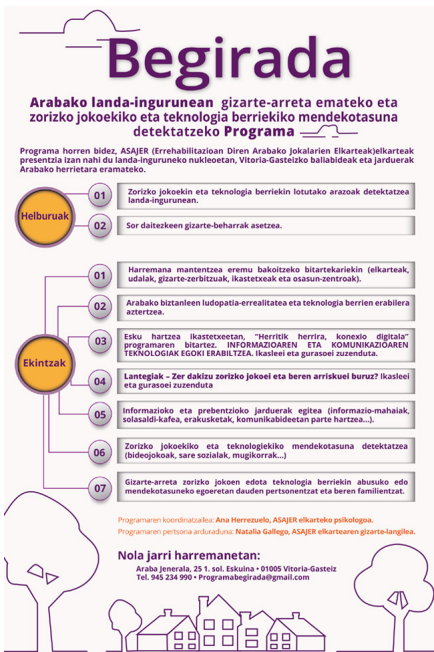 Begirada
Arabako landa-ingurunean gizarte-arreta emateko eta
zorizko jokoekiko eta teknologia berriekiko mendekotasuna
detektatzeko Programa
Programa horren bidez, ASAJER (Errehabilitazioan Diren Arabako Jokalarien Elkarteak)elkarteak
presentzia izan nahi du landa-inguruneko nukleoetan, Vitoria-Gasteizko baliabideak eta jarduerak
Arabako herrietara eramateko.
Helburuak
01
Zorizko jokoekin eta teknologia berriekin lotutako arazoak detektatzea
landa-ingurunean.
02
Sor daitezkeen gizarte-beharrak asetzea.
Ekintzak
01
Harremana mantentzea eremu bakoitzeko bitartekariekin (elkarteak,
udalak, gizarte-zerbitzuak, ikastetxeak eta osasun-zentroak).
02
Arabako biztanleen ludopatia-errealitatea eta teknologia berrien erabilera
aztertzea.
03
Esku hartzea ikastetxeetan, "Herritik herrira, konexio digitala"
programaren bitartez. INFORMAZIOAREN ETA KOMUNIKAZIOAREN
TEKNOLOGIAK EGOKI ERABILTZEA. Ikasleei eta gurasoei zuzenduta.
04
Lantegiak – Zer dakizu zorizko jokoei eta beren arriskuei buruz? Ikasleei
eta gurasoei zuzenduta
05
Informazioko eta prebentzioko jarduerak egitea (informazio-mahaiak,
solasaldi-kafea, erakusketak, komunikabideetan parte hartzea...).
06
Zorizko jokoekiko eta teknologiekiko mendekotasuna detektatzea
(bideojokoak, sare sozialak, mugikorrak...)
07
Gizarte-arreta zorizko jokoen edota teknologia berriekin abusuko edo
mendekotasuneko egoeretan dauden pertsonentzat eta beren familientzat.
Programaren koordinatzailea: Ana Herrezuelo, ASAJER elkarteko psikologoa.
Programaren pertsona arduraduna: Natalia Gallego, ASAJER elkartearen gizarte-langilea.
Nola jarri harremanetan:
Araba Jenerala, 25 1. sol. Eskuina • 01005 Vitoria-Gasteiz
Tel. 945 234 990 • Programabegirada@gmail.com